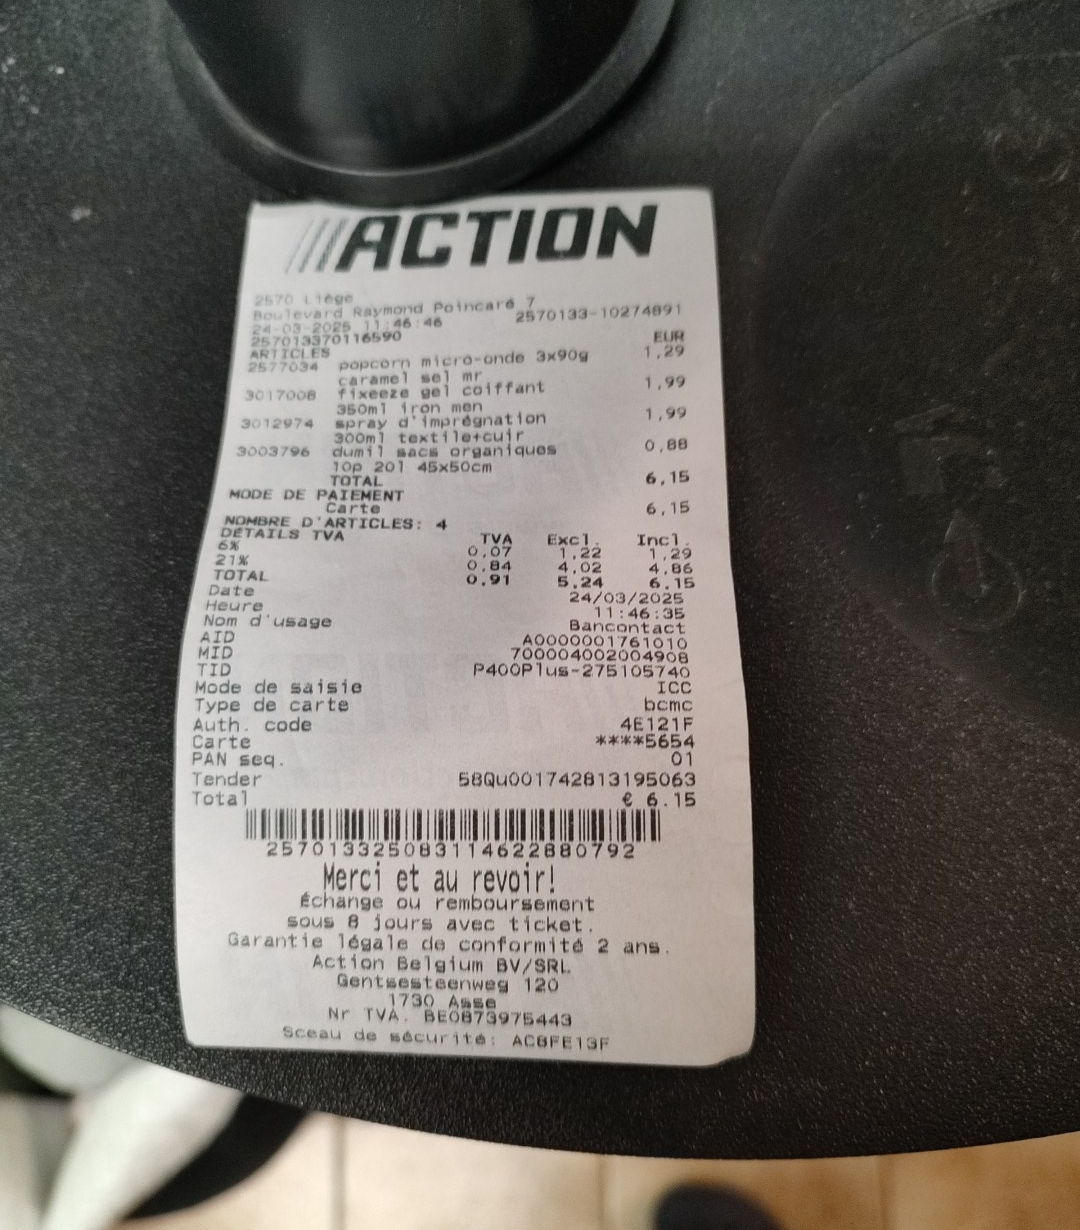 ACTION
2570 Liège
Boulevard Raymond Poincaré 7
24-03-2025 11:46:46 2570133-10274891
257013370116590
ARTICLES EUR
2577034 popcorn micro-onde 3x90g 1,29
caramel sel mr
3017008 fixeeze gel coiffant 1,99
350ml iron men
3012974 spray d'imprégnation 1,99
300ml textile+cuir
3003796 dumil sacs organiques 0,88
10p 20l 45x50cm
TOTAL 6,15
MODE DE PAIEMENT
Carte 6,15
NOMBRE D'ARTICLES: 4
DÉTAILS TVA TVA Excl. Incl.
6% 0.07 1.22 1.29
21% 0.84 4.02 4.86
TOTAL 0.91 5.24 6.15
Date 24/03/2025
Heure 11:46:35
Nom d'usage Bancontact
AID A0000001761010
MID 700004002004908
TID P400Plus-275105740
Mode de saisie ICC
Type de carte bcmc
Auth. code 4E121F
Carte ****5654
PAN seq. 01
Tender 58Qu001742813195063
Total € 6.15
257013325083114622880792
Merci et au revoir!
Échange ou remboursement
sous 8 jours avec ticket.
Garantie légale de conformité 2 ans.
Action Belgium BV/SRL
Gentsesteenweg 120
1730 Asse
Nr TVA. BE0873975443
Sceau de sécurité: AC8FE13F